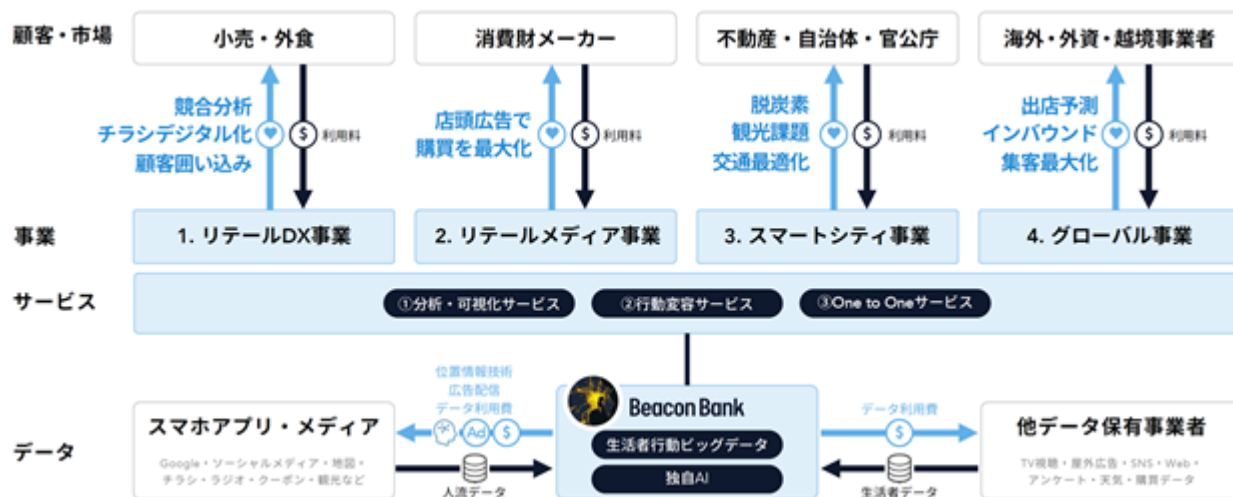 顧客・市場
小売・外食
消費財メーカー
不動産・自治体・官公庁
海外・外資・越境事業者
競合分析
チラシデジタル化
顧客囲い込み
$ 利用料
店頭広告で
購買を最大化
$ 利用料
脱炭素
観光課題
交通最適化
$ 利用料
出店予測
インバウンド
集客最大化
$ 利用料
事業
1. リテールDX事業
2. リテールメディア事業
3. スマートシティ事業
4. グローバル事業
サービス
①分析・可視化サービス
②行動変容サービス
③One to Oneサービス
データ
スマホアプリ・メディア
Google・ソーシャルメディア・地図・
チラシ・ラジオ・クーポン・観光など
位置情報技術
広告配信
データ利用費
Ad $
人流データ
Beacon Bank
生活者行動ビッグデータ
独自AI
データ利用費
$
生活者データ
他データ保有事業者
TV視聴・屋外広告・SNS・Web・
アンケート・天気・購買データ